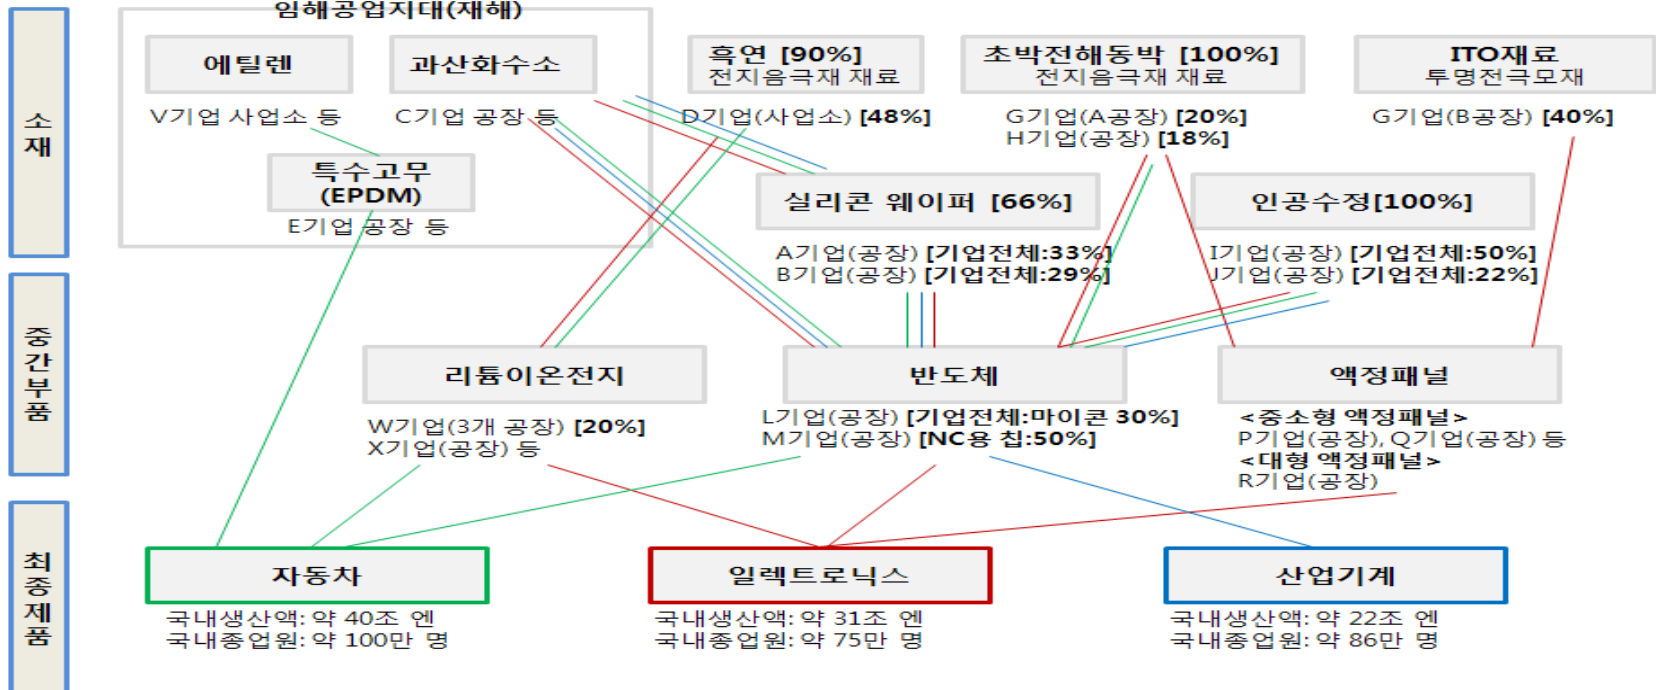 임해공업지대(재해)
소재
에틸렌
과산화수소
흑연 [90%]
전지음극재 재료
초박전해동박 [100%]
전지음극재 재료
ITO재료
투명전극모재
V기업 사업소 등
C기업 공장 등
D기업(사업소) [48%]
G기업(A공장) [20%]
H기업(공장) [18%]
G기업(B공장) [40%]
특수고무
(EPDM)
E기업 공장 등
실리콘 웨이퍼 [66%]
인공수정[100%]
A기업(공장) [기업전체:33%]
B기업(공장) [기업전체:29%]
I기업(공장) [기업전체:50%]
J기업(공장) [기업전체:22%]
중간부품
리튬이온전지
반도체
액정패널
W기업(3개 공장) [20%]
X기업(공장) 등
L기업(공장) [기업전체:마이콘 30%]
M기업(공장) [NC용 칩:50%]
<중소형 액정패널>
P기업(공장), Q기업(공장) 등
<대형 액정패널>
R기업(공장)
최종제품
자동차
일렉트로닉스
산업기계
국내생산액: 약 40조 엔
국내종업원: 약 100만 명
국내생산액: 약 31조 엔
국내종업원: 약 75만 명
국내생산액: 약 22조 엔
국내종업원: 약 86만 명